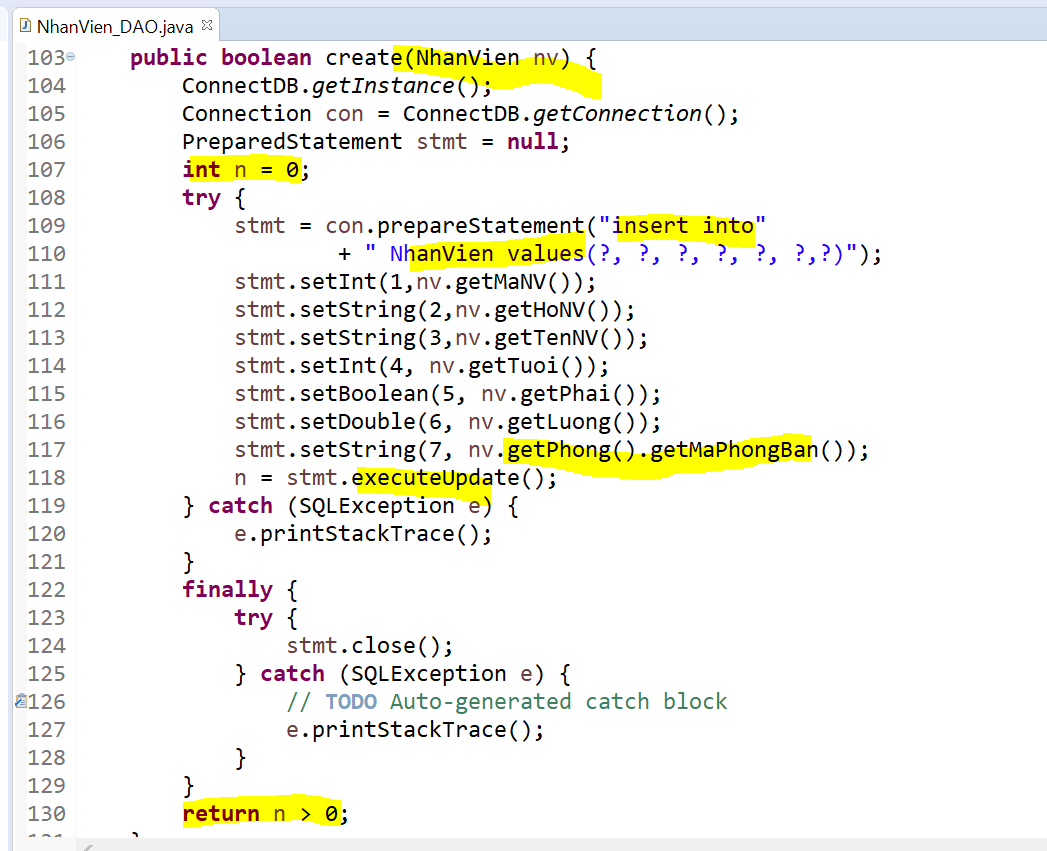 NhanVien_DAO.java
103 public boolean create(NhanVien nv) {
104 ConnectDB.getInstance();
105 Connection con = ConnectDB.getConnection();
106 PreparedStatement stmt = null;
107 int n = 0;
108 try {
109 stmt = con.prepareStatement("insert into"
110 + " NhanVien values(?, ?, ?, ?, ?, ?,?)");
111 stmt.setInt(1,nv.getMaNV());
112 stmt.setString(2,nv.getHoNV());
113 stmt.setString(3,nv.getTenNV());
114 stmt.setInt(4, nv.getTuoi());
115 stmt.setBoolean(5, nv.getPhai());
116 stmt.setDouble(6, nv.getLuong());
117 stmt.setString(7, nv.getPhong().getMaPhongBan());
118 n = stmt.executeUpdate();
119 } catch (SQLException e) {
120 e.printStackTrace();
121 }
122 finally {
123 try {
124 stmt.close();
125 } catch (SQLException e) {
126 // TODO Auto-generated catch block
127 e.printStackTrace();
128 }
129 }
130 return n > 0;